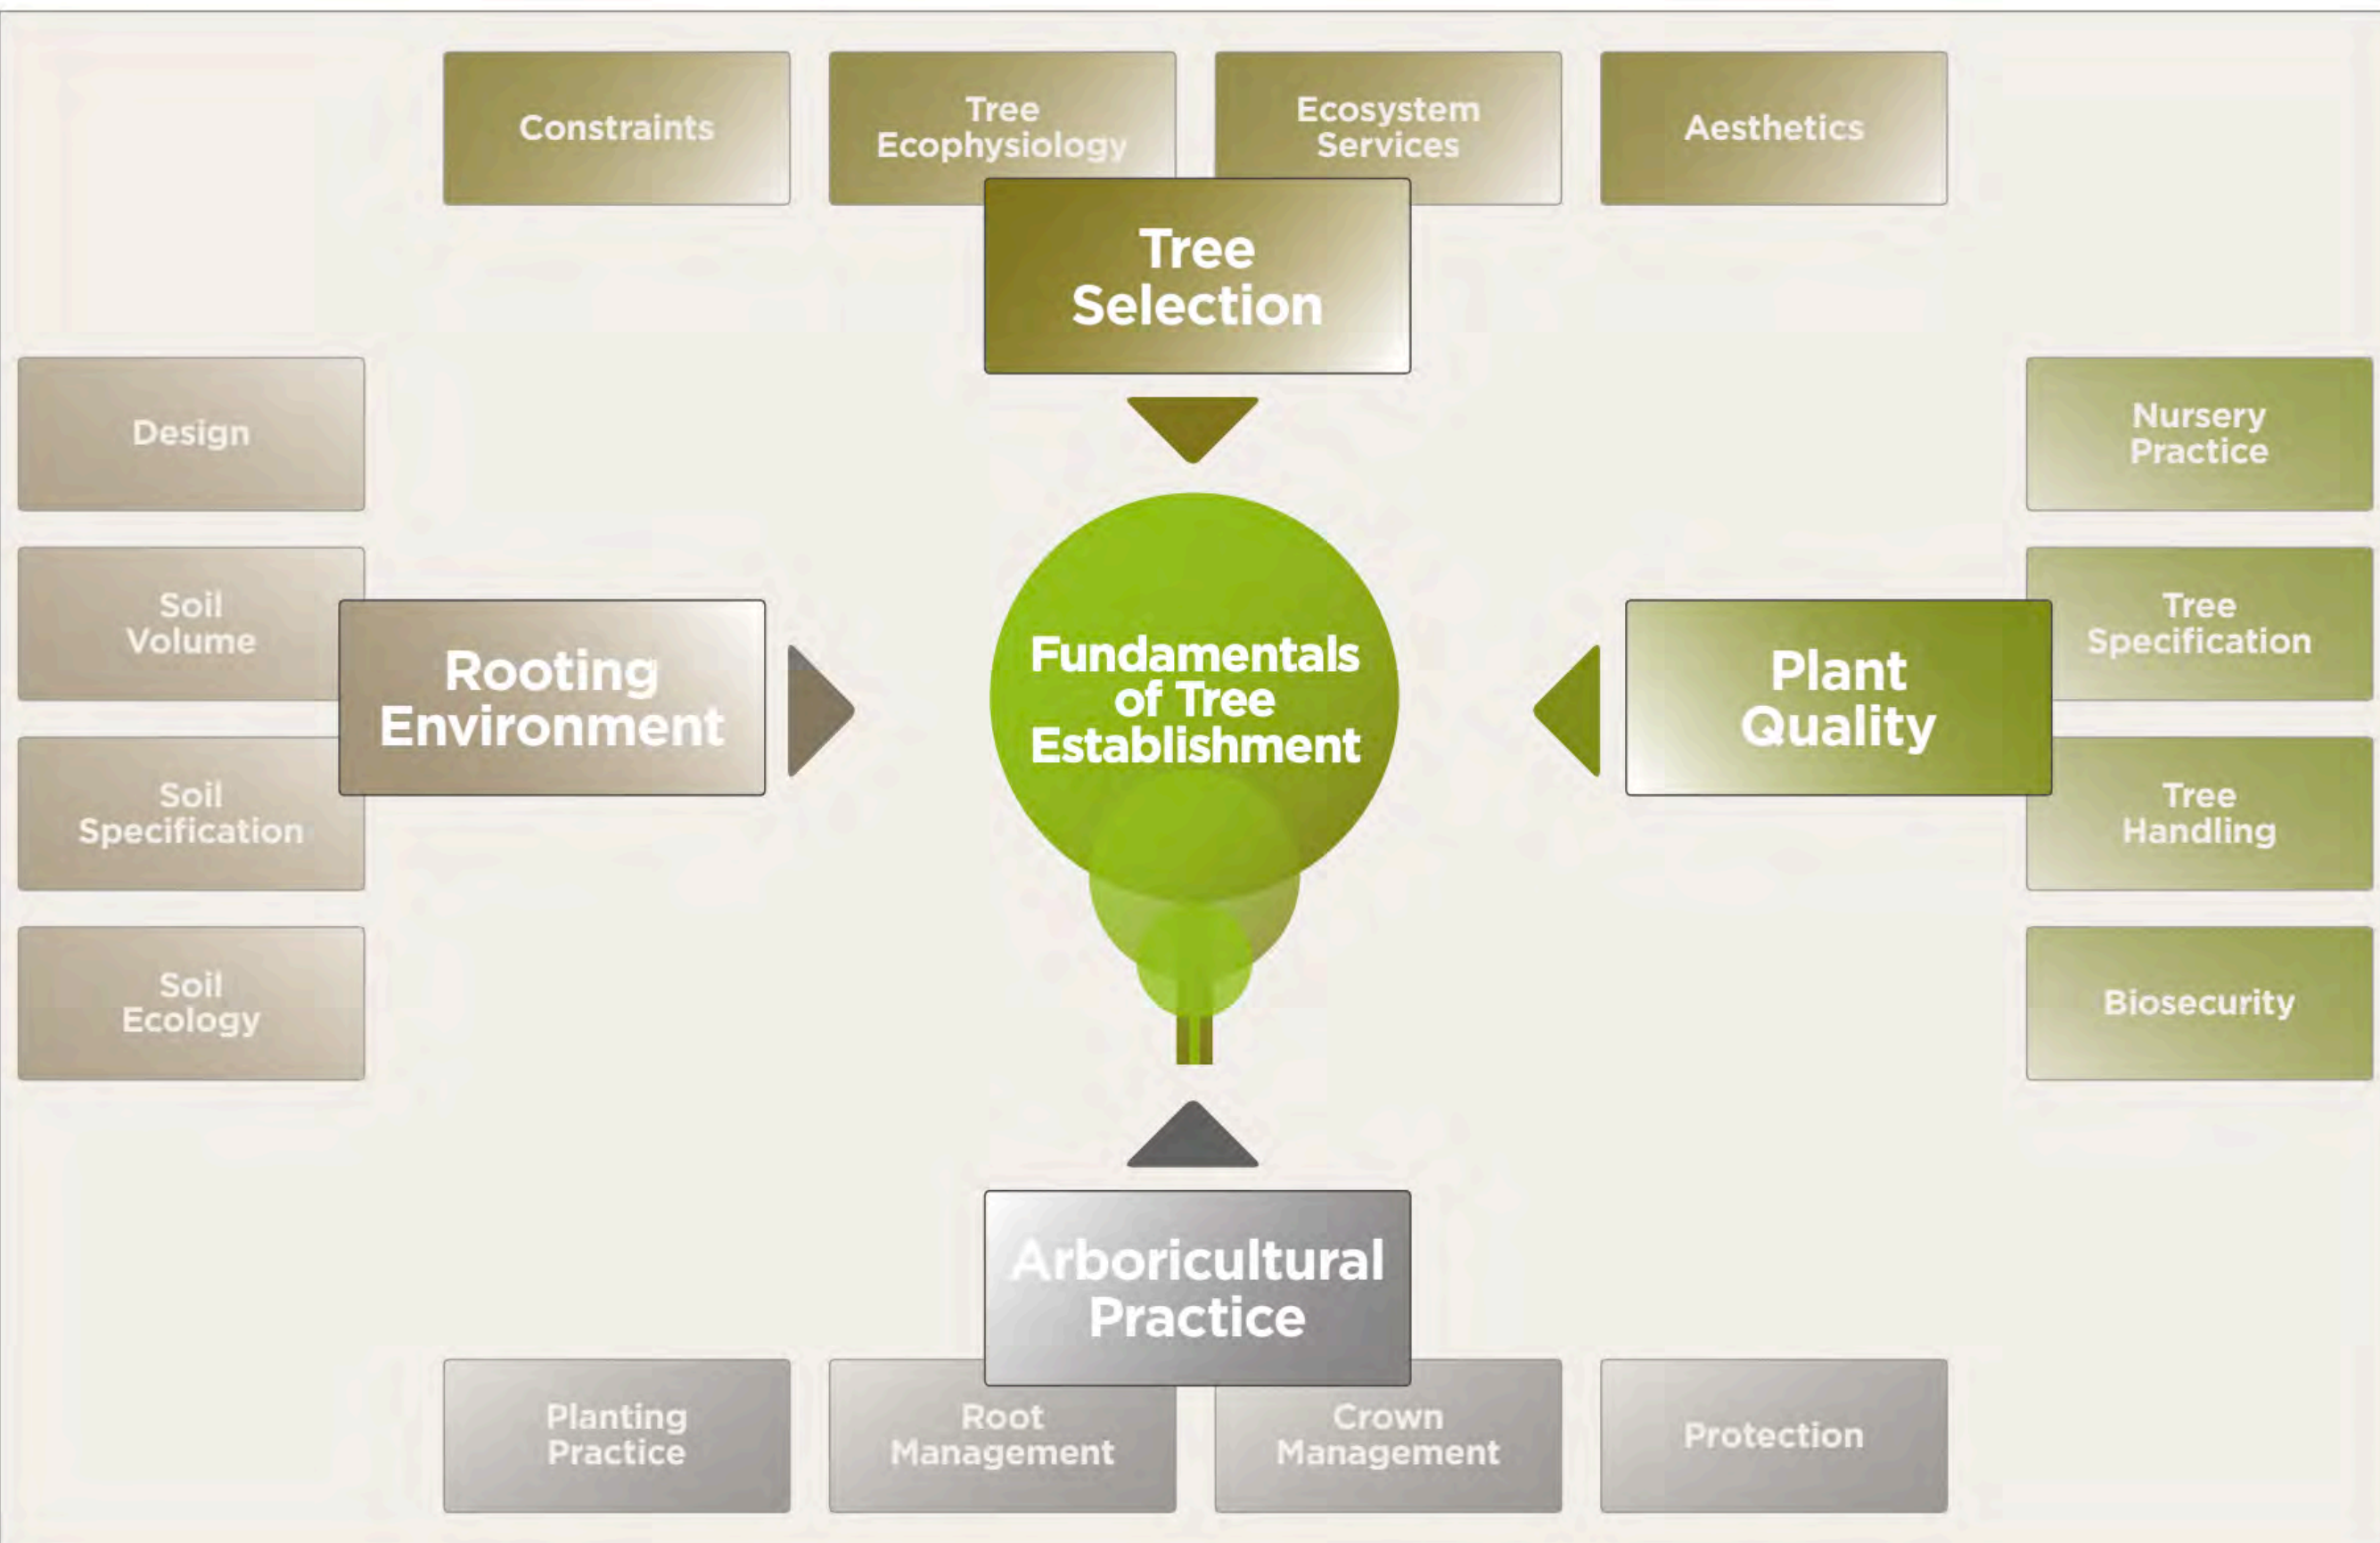 Constraints
Tree
Ecophysiology
Ecosystem
Services
Aesthetics
Tree
Selection
Design
Soil
Volume
Soil
Specification
Soil
Ecology
Rooting
Environment
Fundamentals
of Tree
Establishment
Plant
Quality
Nursery
Practice
Tree
Specification
Tree
Handling
Biosecurity
Arboricultural
Practice
Planting
Practice
Root
Management
Crown
Management
Protection